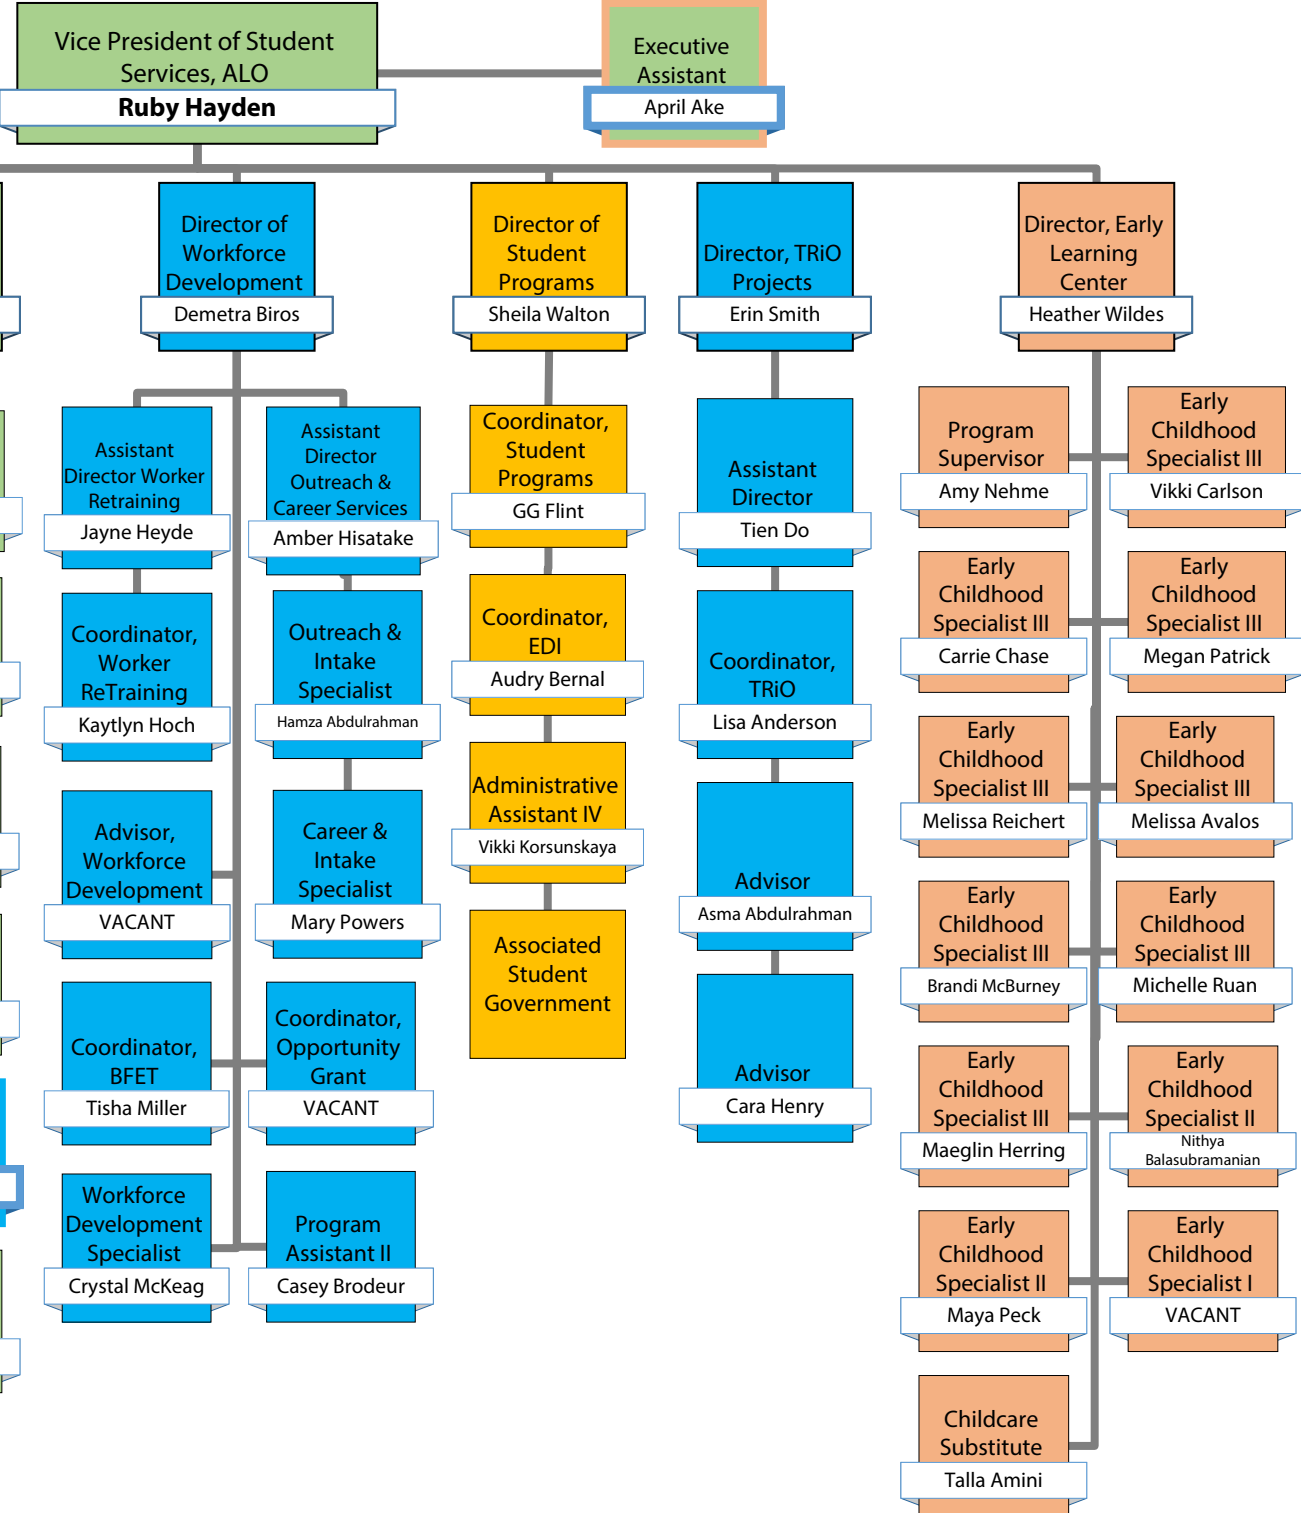 Vice President of Student
Services, ALO
Ruby Hayden
Executive
Assistant
April Ake
Director of
Workforce
Development
Demetra Biros
Director of
Student
Programs
Sheila Walton
Director, TRiO
Projects
Erin Smith
Director, Early
Learning
Center
Heather Wildes
Assistant
Director Worker
Retraining
Jayne Heyde
Assistant
Director
Outreach &
Career Services
Amber Hisatake
Coordinator,
Worker
ReTraining
Kaytlyn Hoch
Outreach &
Intake
Specialist
Hamza Abdulrahman
Advisor,
Workforce
Development
VACANT
Career &
Intake
Specialist
Mary Powers
Coordinator,
BFET
Tisha Miller
Coordinator,
Opportunity
Grant
VACANT
Workforce
Development
Specialist
Crystal McKeag
Program
Assistant II
Casey Brodeur
Coordinator,
Student
Programs
GG Flint
Coordinator,
EDI
Audry Bernal
Administrative
Assistant IV
Vikki Korsunskaya
Associated
Student
Government
Assistant
Director
Tien Do
Coordinator,
TRiO
Lisa Anderson
Advisor
Asma Abdulrahman
Advisor
Cara Henry
Program
Supervisor
Amy Nehme
Early
Childhood
Specialist III
Vikki Carlson
Early
Childhood
Specialist III
Carrie Chase
Early
Childhood
Specialist III
Megan Patrick
Early
Childhood
Specialist III
Melissa Reichert
Early
Childhood
Specialist III
Melissa Avalos
Early
Childhood
Specialist III
Brandi McBurney
Early
Childhood
Specialist III
Michelle Ruan
Early
Childhood
Specialist III
Maeglin Herring
Early
Childhood
Specialist II
Nithya
Balasubramanian
Early
Childhood
Specialist II
Maya Peck
Early
Childhood
Specialist I
VACANT
Childcare
Substitute
Talla Amini